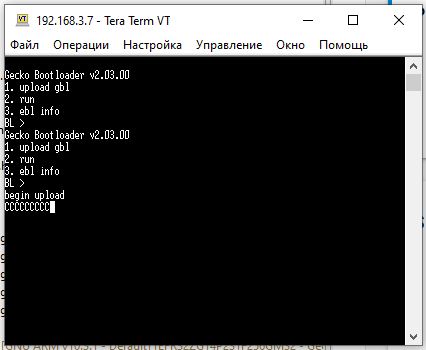 192.168.3.7 - Tera Term VT
Файл Операции Настройка Управление Окно Помощь
Gecko Bootloader v2.03.00
1. upload gbl
2. run
3. ebl info
BL >
Gecko Bootloader v2.03.00
1. upload gbl
2. run
3. ebl info
BL >
begin upload
CCCCCCCCC